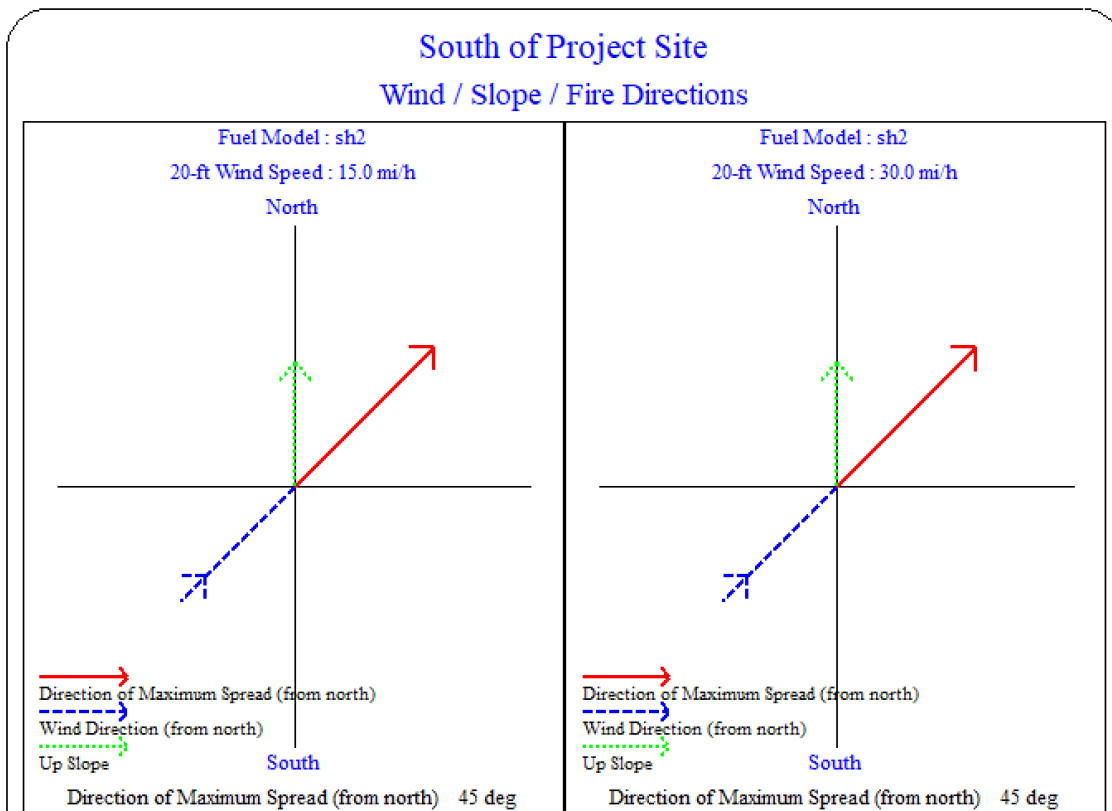 South of Project Site
Wind / Slope / Fire Directions
Fuel Model : sh2
20-ft Wind Speed : 15.0 mi/h
North
Direction of Maximum Spread (from north)
Wind Direction (from north)
Up Slope
South
Direction of Maximum Spread (from north) 45 deg
Fuel Model : sh2
20-ft Wind Speed : 30.0 mi/h
North
Direction of Maximum Spread (from north)
Wind Direction (from north)
Up Slope
South
Direction of Maximum Spread (from north) 45 deg